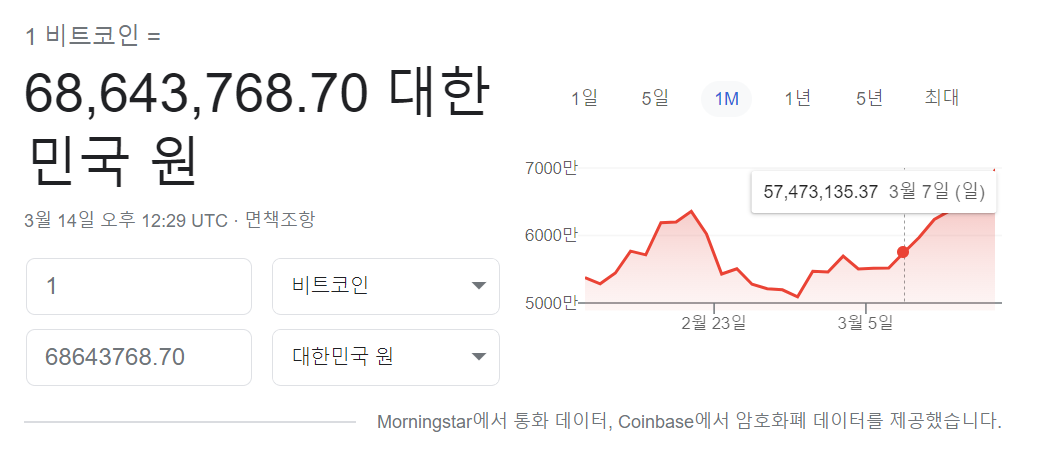 1 비트코인 =
68,643,768.70 대한
민국 원
3월 14일 오후 12:29 UTC · 면책조항
1
비트코인
68643768.70
대한민국 원
1일 5일 1M 1년 5년 최대
7000만
57,473,135.37 3월 7일 (일)
6000만
5000만
2월 23일 3월 5일
Morningstar에서 통화 데이터, Coinbase에서 암호화폐 데이터를 제공했습니다.